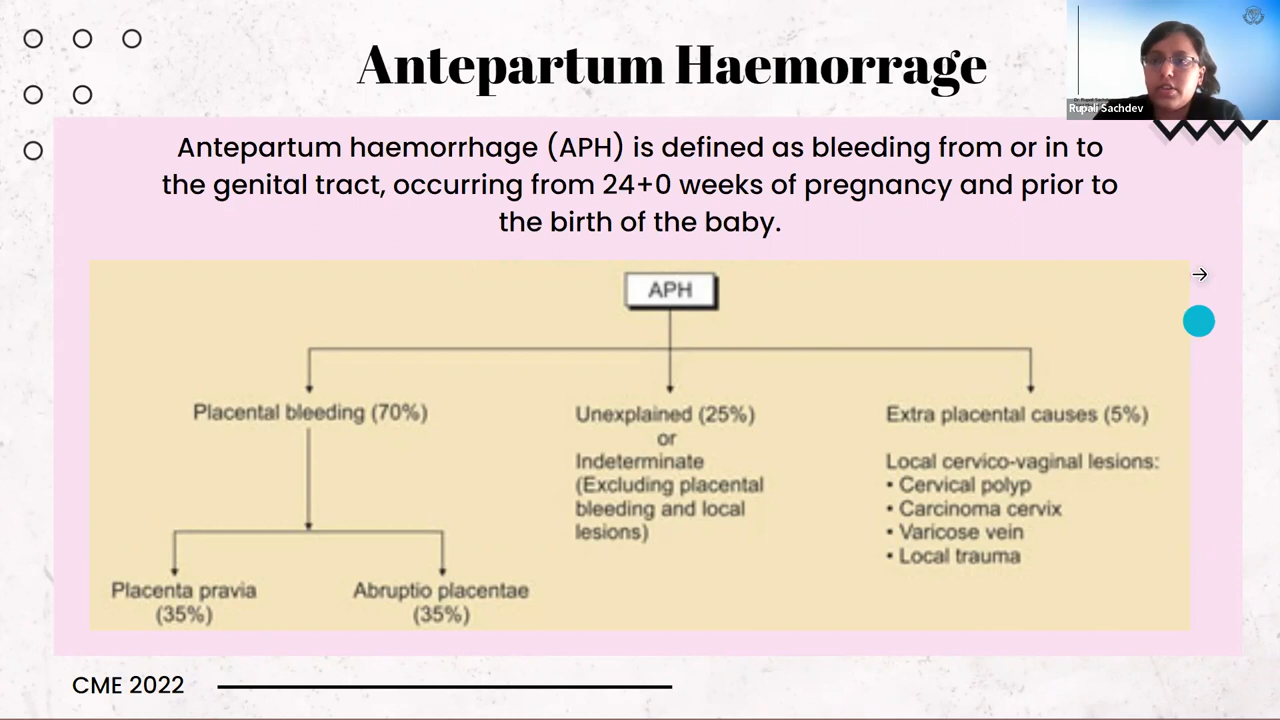 Antepartum Haemorrage
Rupali Sachdev
Antepartum haemorrhage (APH) is defined as bleeding from or in to
the genital tract, occurring from 24+0 weeks of pregnancy and prior to
the birth of the baby.
APH
Placental bleeding (70%)
Placenta pravia
(35%)
Abruptio placentae
(35%)
Unexplained (25%)
or
Indeterminate
(Excluding placental
bleeding and local
lesions)
Extra placental causes (5%)
Local cervico-vaginal lesions:
• Cervical polyp
• Carcinoma cervix
• Varicose vein
• Local trauma
CME 2022